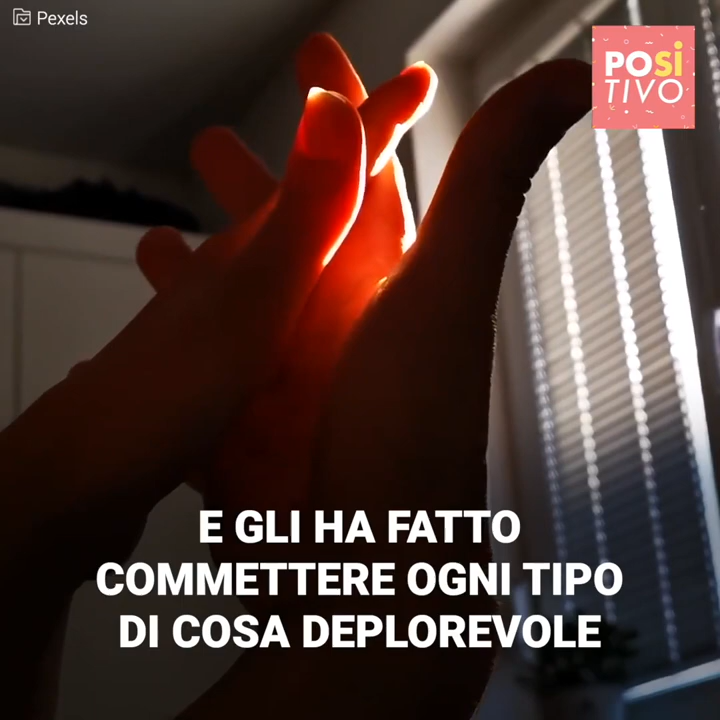 Pexels
POSI
TIVO
E GLI HA FATTO
COMMETTERE OGNI TIPO
DI COSA DEPLOREVOLE